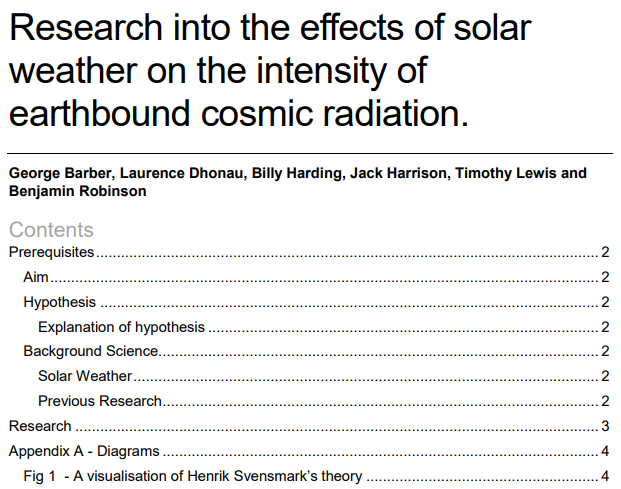 Research into the effects of solar
weather on the intensity of
earthbound cosmic radiation.
George Barber, Laurence Dhonau, Billy Harding, Jack Harrison, Timothy Lewis and
Benjamin Robinson
Contents
Prerequisites 2
Aim 2
Hypothesis 2
Explanation of hypothesis 2
Background Science 2
Solar Weather 2
Previous Research 2
Research 3
Appendix A - Diagrams 4
Fig 1 - A visualisation of Henrik Svensmark's theory 4